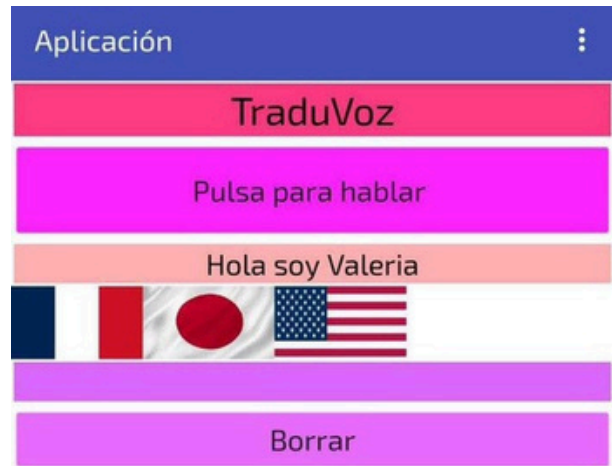 Aplicación
TraduVoz
Pulsa para hablar
Hola soy Valeria
Borrar